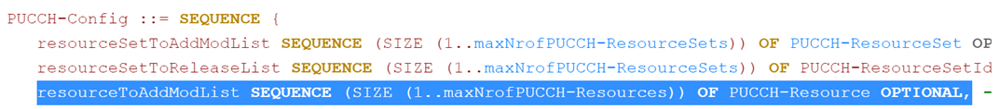 PUCCH-Config ::= SEQUENCE {
resourceSetToAddModList SEQUENCE (SIZE (1..maxNrofPUCCH-ResourceSets)) OF PUCCH-ResourceSet OP
resourceSetToReleaseList SEQUENCE (SIZE (1..maxNrofPUCCH-ResourceSets)) OF PUCCH-ResourceSetId
resourceToAddModList SEQUENCE (SIZE (1..maxNrofPUCCH-Resources)) OF PUCCH-Resource OPTIONAL, -